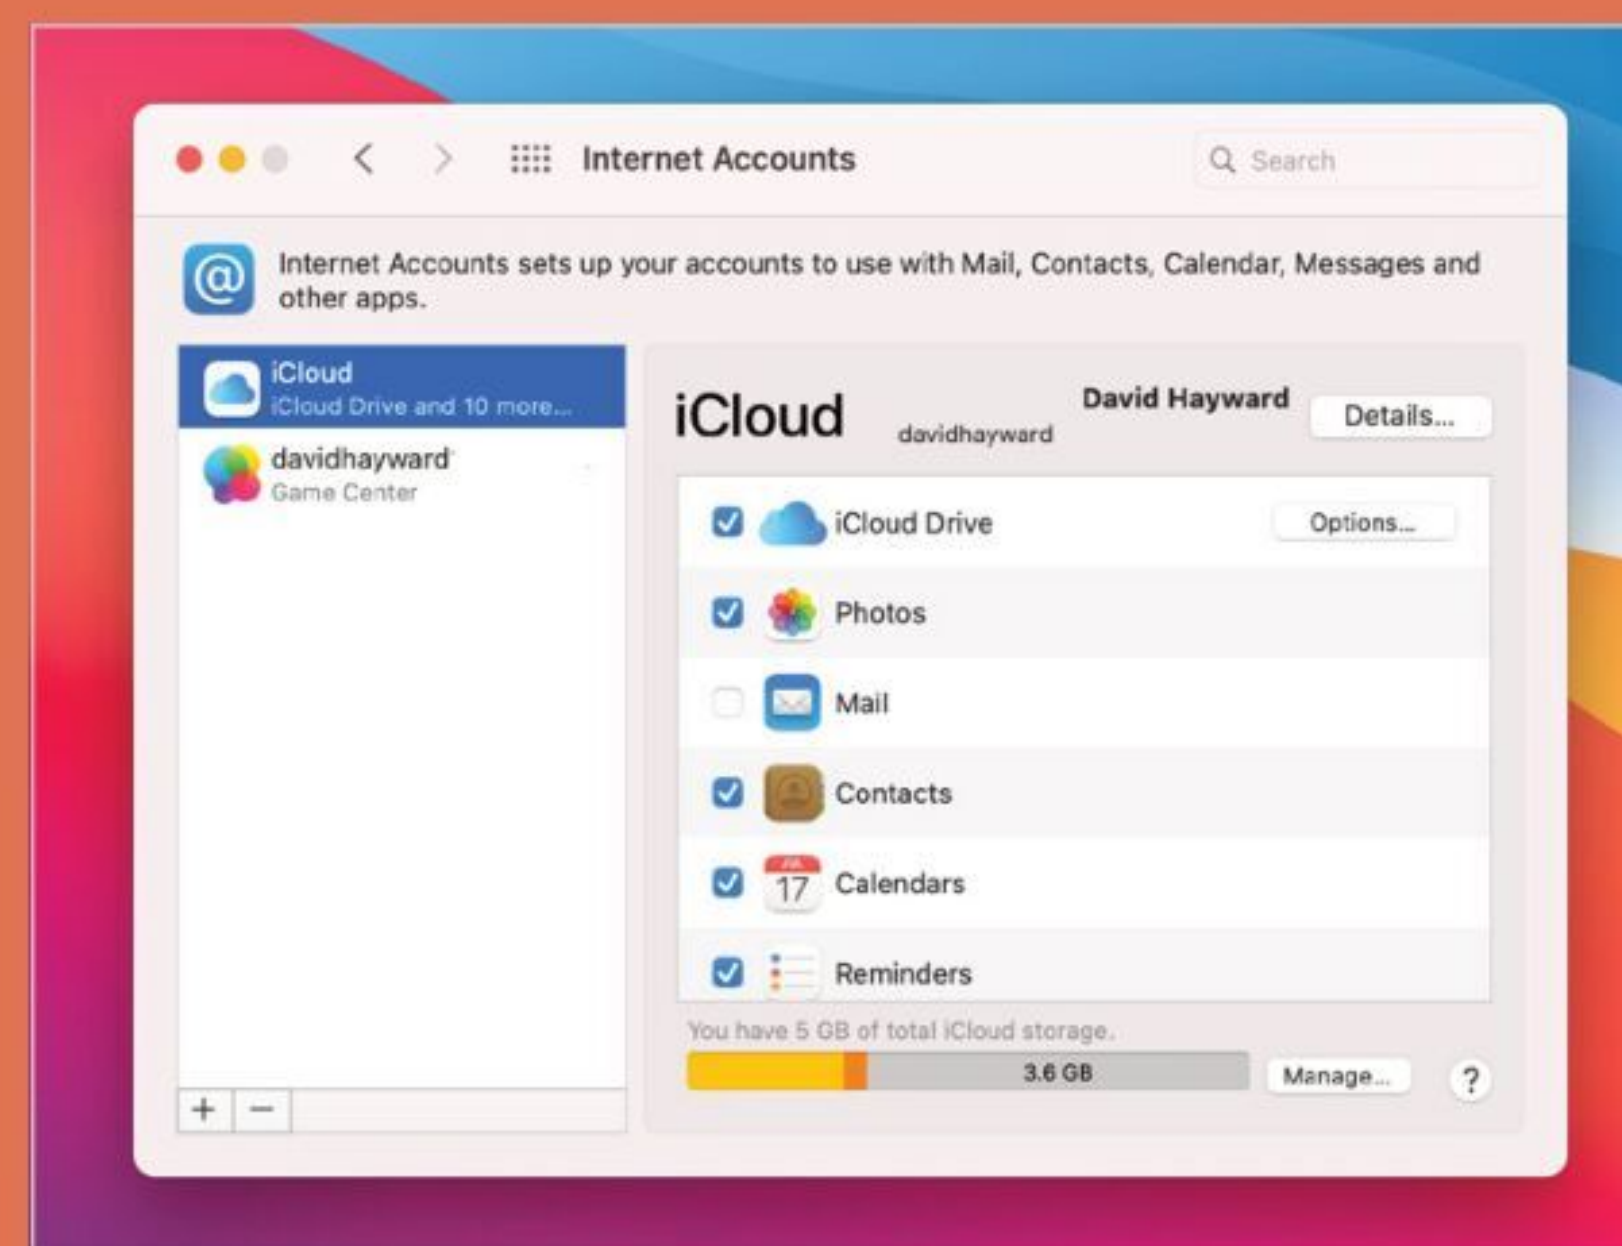 Internet Accounts
Search
Internet Accounts sets up your accounts to use with Mail, Contacts, Calendar, Messages and
other apps.
iCloud
iCloud Drive and 10 more...
davidhayward
Game Center
iCloud
David Hayward
davidhayward
Details...
iCloud Drive
Options...
Photos
Mail
Contacts
JUL
17
Calendars
Reminders
You have 5 GB of total iCloud storage.
3.6 GB
Manage...
?
+ −